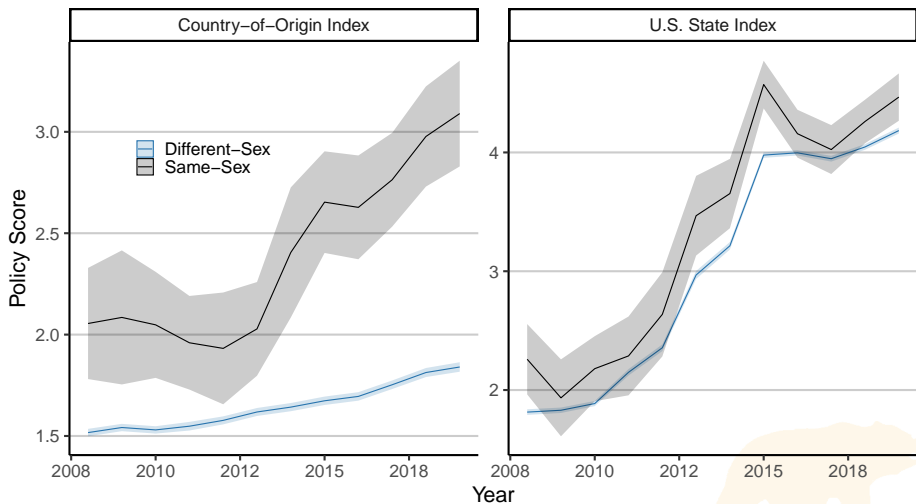 Country−of−Origin Index
U.S. State Index
3.0
2.5
2.0
1.5
4
3
2
Policy Score
Different−Sex
Same−Sex
2008
2010
2012
2015
2018
2008
2010
2012
2015
2018
Year